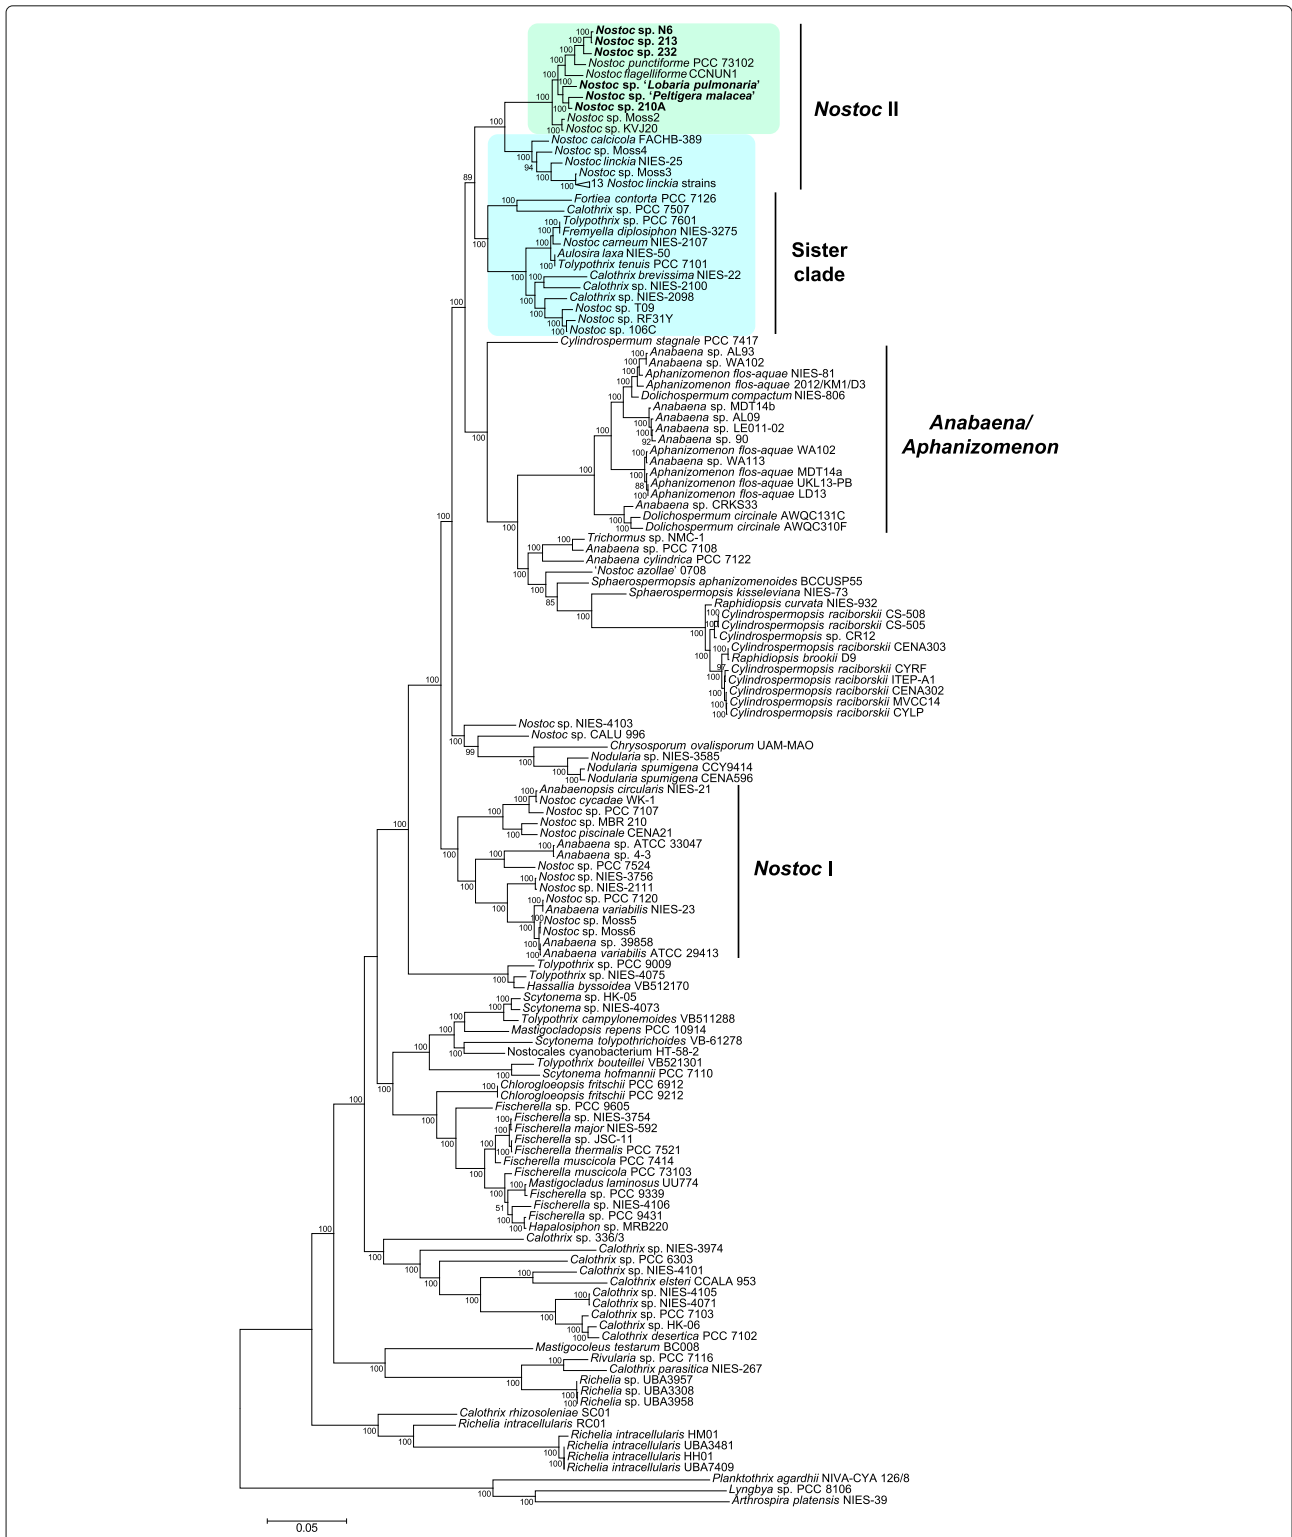 Nostoc sp. N6
Nostoc sp. 213
Nostoc sp. 232
Nostoc punctiforme PCC 73102
Nostoc flagelliforme CCNUN1
Nostoc sp. 'Lobaria pulmonaria'
Nostoc sp. 'Peltigera malacea'
Nostoc sp. 210A
Nostoc sp. Moss2
Nostoc sp. KVJ20
Nostoc II
Nostoc calcicola FACHB-389
Nostoc sp. Moss4
Nostoc linckia NIES-25
Nostoc sp. Moss3
13 Nostoc linckia strains
Fortiea contorta PCC 7126
Calothrix sp. PCC 7507
Tolypothrix sp. PCC 7601
Fremyella diplosiphon NIES-3275
Nostoc carneum NIES-2107
Aulosira laxa NIES-50
Tolypothrix tenuis PCC 7101
Calothrix brevissima NIES-22
Calothrix sp. NIES-2100
Calothrix sp. NIES-2098
Nostoc sp. T09
Nostoc sp. RF31Y
Nostoc sp. 106C
Sister
clade
Cylindrospermum stagnale PCC 7417
Anabaena sp. AL93
Anabaena sp. WA102
Aphanizomenon flos-aquae NIES-81
Aphanizomenon flos-aquae 2012/KM1/D3
Dolichospermum compactum NIES-806
Anabaena sp. MDT14b
Anabaena sp. AL09
Anabaena sp. LE011-02
Anabaena sp. 90
Aphanizomenon flos-aquae WA102
Anabaena sp. WA113
Aphanizomenon flos-aquae MDT14a
Aphanizomenon flos-aquae UKL13-PB
Aphanizomenon flos-aquae LD13
Anabaena sp. CRKS33
Dolichospermum circinale AWQC131C
Dolichospermum circinale AWQC310F
Anabaena/
Aphanizomenon
Trichormus sp. NMC-1
Anabaena sp. PCC 7108
Anabaena cylindrica PCC 7122
'Nostoc azollae' 0708
Sphaerospermopsis aphanizomenoides BCCUSP55
Sphaerospermopsis kisseleviana NIES-73
Raphidiopsis curvata NIES-932
Cylindrospermopsis raciborskii CS-508
Cylindrospermopsis raciborskii CS-505
Cylindrospermopsis sp. CR12
Cylindrospermopsis raciborskii CENA303
Raphidiopsis brookii D9
Cylindrospermopsis raciborskii CYRF
Cylindrospermopsis raciborskii ITEP-A1
Cylindrospermopsis raciborskii CENA302
Cylindrospermopsis raciborskii MVCC14
Cylindrospermopsis raciborskii CYLP
Nostoc sp. NIES-4103
Nostoc sp. CALU 996
Chrysosporum ovalisporum UAM-MAO
Nodularia sp. NIES-3585
Nodularia spumigena CCY9414
Nodularia spumigena CENA596
Anabaenopsis circularis NIES-21
Nostoc cycadae WK-1
Nostoc sp. PCC 7107
Nostoc sp. MBR 210
Nostoc piscinale CENA21
Anabaena sp. ATCC 33047
Anabaena sp. 4-3
Nostoc sp. PCC 7524
Nostoc sp. NIES-3756
Nostoc sp. NIES-2111
Nostoc sp. PCC 7120
Anabaena variabilis NIES-23
Nostoc sp. Moss5
Nostoc sp. Moss6
Anabaena sp. 39858
Anabaena variabilis ATCC 29413
Nostoc I
Tolypothrix sp. PCC 9009
Tolypothrix sp. NIES-4075
Hassallia byssoidea VB512170
Scytonema sp. HK-05
Scytonema sp. NIES-4073
Tolypothrix campylonemoides VB511288
Mastigocladopsis repens PCC 10914
Scytonema tolypothrichoides VB-61278
Nostocales cyanobacterium HT-58-2
Tolypothrix bouteillei VB521301
Scytonema hofmannii PCC 7110
Chlorogloeopsis fritschii PCC 6912
Chlorogloeopsis fritschii PCC 9212
Fischerella sp. PCC 9605
Fischerella sp. NIES-3754
Fischerella major NIES-592
Fischerella sp. JSC-11
Fischerella thermalis PCC 7521
Fischerella muscicola PCC 7414
Fischerella muscicola PCC 73103
Mastigocladus laminosus UU774
Fischerella sp. PCC 9339
Fischerella sp. NIES-4106
Fischerella sp. PCC 9431
Hapalosiphon sp. MRB220
Calothrix sp. 336/3
Calothrix sp. NIES-3974
Calothrix sp. PCC 6303
Calothrix sp. NIES-4101
Calothrix elsteri CCALA 953
Calothrix sp. NIES-4105
Calothrix sp. NIES-4071
Calothrix sp. PCC 7103
Calothrix sp. HK-06
Calothrix desertica PCC 7102
Mastigocoleus testarum BC008
Rivularia sp. PCC 7116
Calothrix parasitica NIES-267
Richelia sp. UBA3957
Richelia sp. UBA3308
Richelia sp. UBA3958
Calothrix rhizosoleniae SC01
Richelia intracellularis RC01
Richelia intracellularis HM01
Richelia intracellularis UBA3481
Richelia intracellularis HH01
Richelia intracellularis UBA7409
Planktothrix agardhii NIVA-CYA 126/8
Lyngbya sp. PCC 8106
Arthrospira platensis NIES-39
0.05